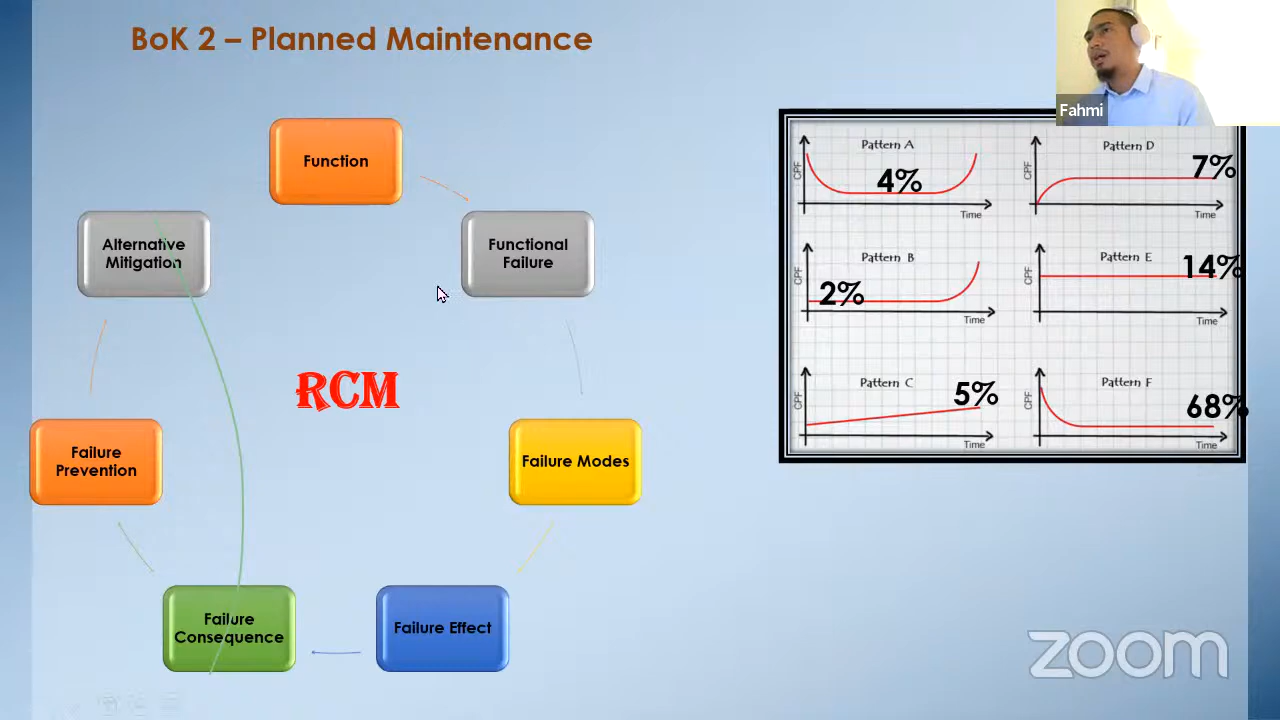 BoK 2 – Planned Maintenance
Fahmi
Function
Functional
Failure
Failure Modes
Failure Effect
Failure
Consequence
Failure
Prevention
Alternative
Mitigation
RCM
Pattern A
CPF
4%
Time
Pattern D
CPF
7%
Time
Pattern B
CPF
2%
Time
Pattern E
CPF
14%
Time
Pattern C
CPF
5%
Time
Pattern F
CPF
68%
Time
zoom